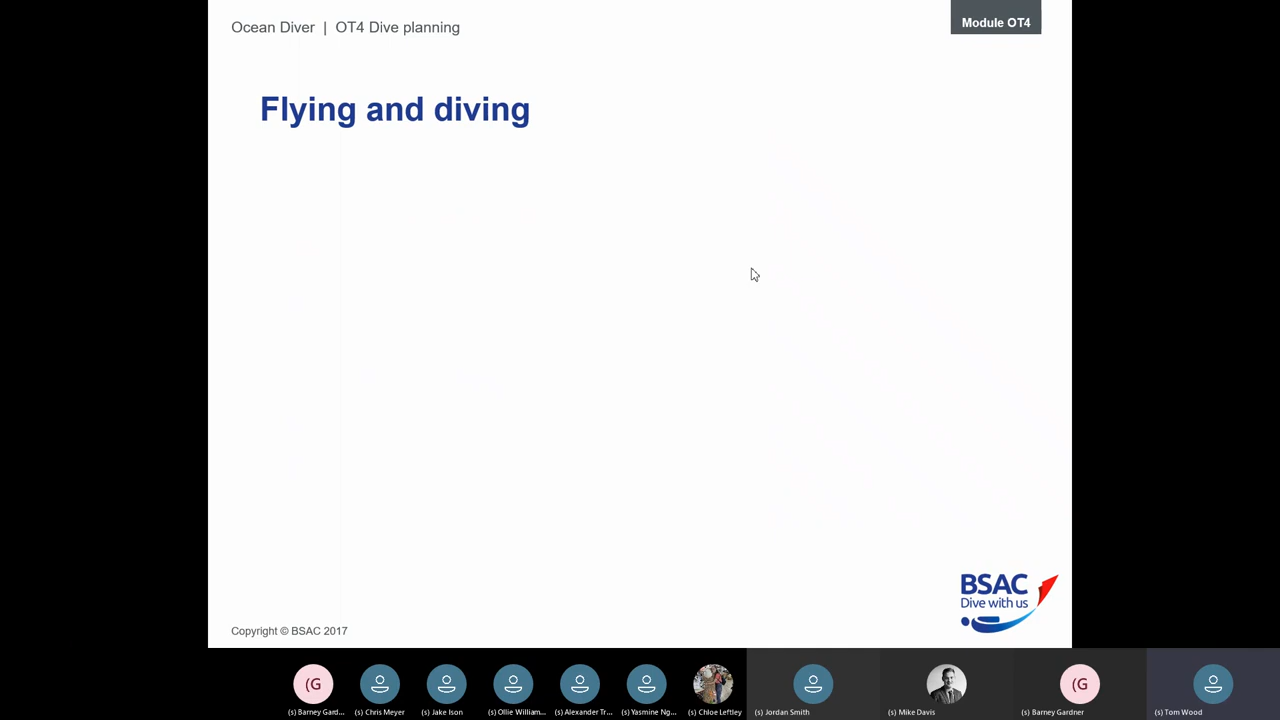 Ocean Diver | OT4 Dive planning
Module OT4
Flying and diving
BSAC
Dive with us
Copyright © BSAC 2017
(G
(G
(s) Barney Gard...
(s) Chris Meyer
(s) Jake Ison
(s) Ollie William...
(s) Alexander Tr...
(s) Yasmine Ng...
(s) Chloe Leftley
(s) Jordan Smith
(s) Mike Davis
(s) Barney Gardner
(s) Tom Wood